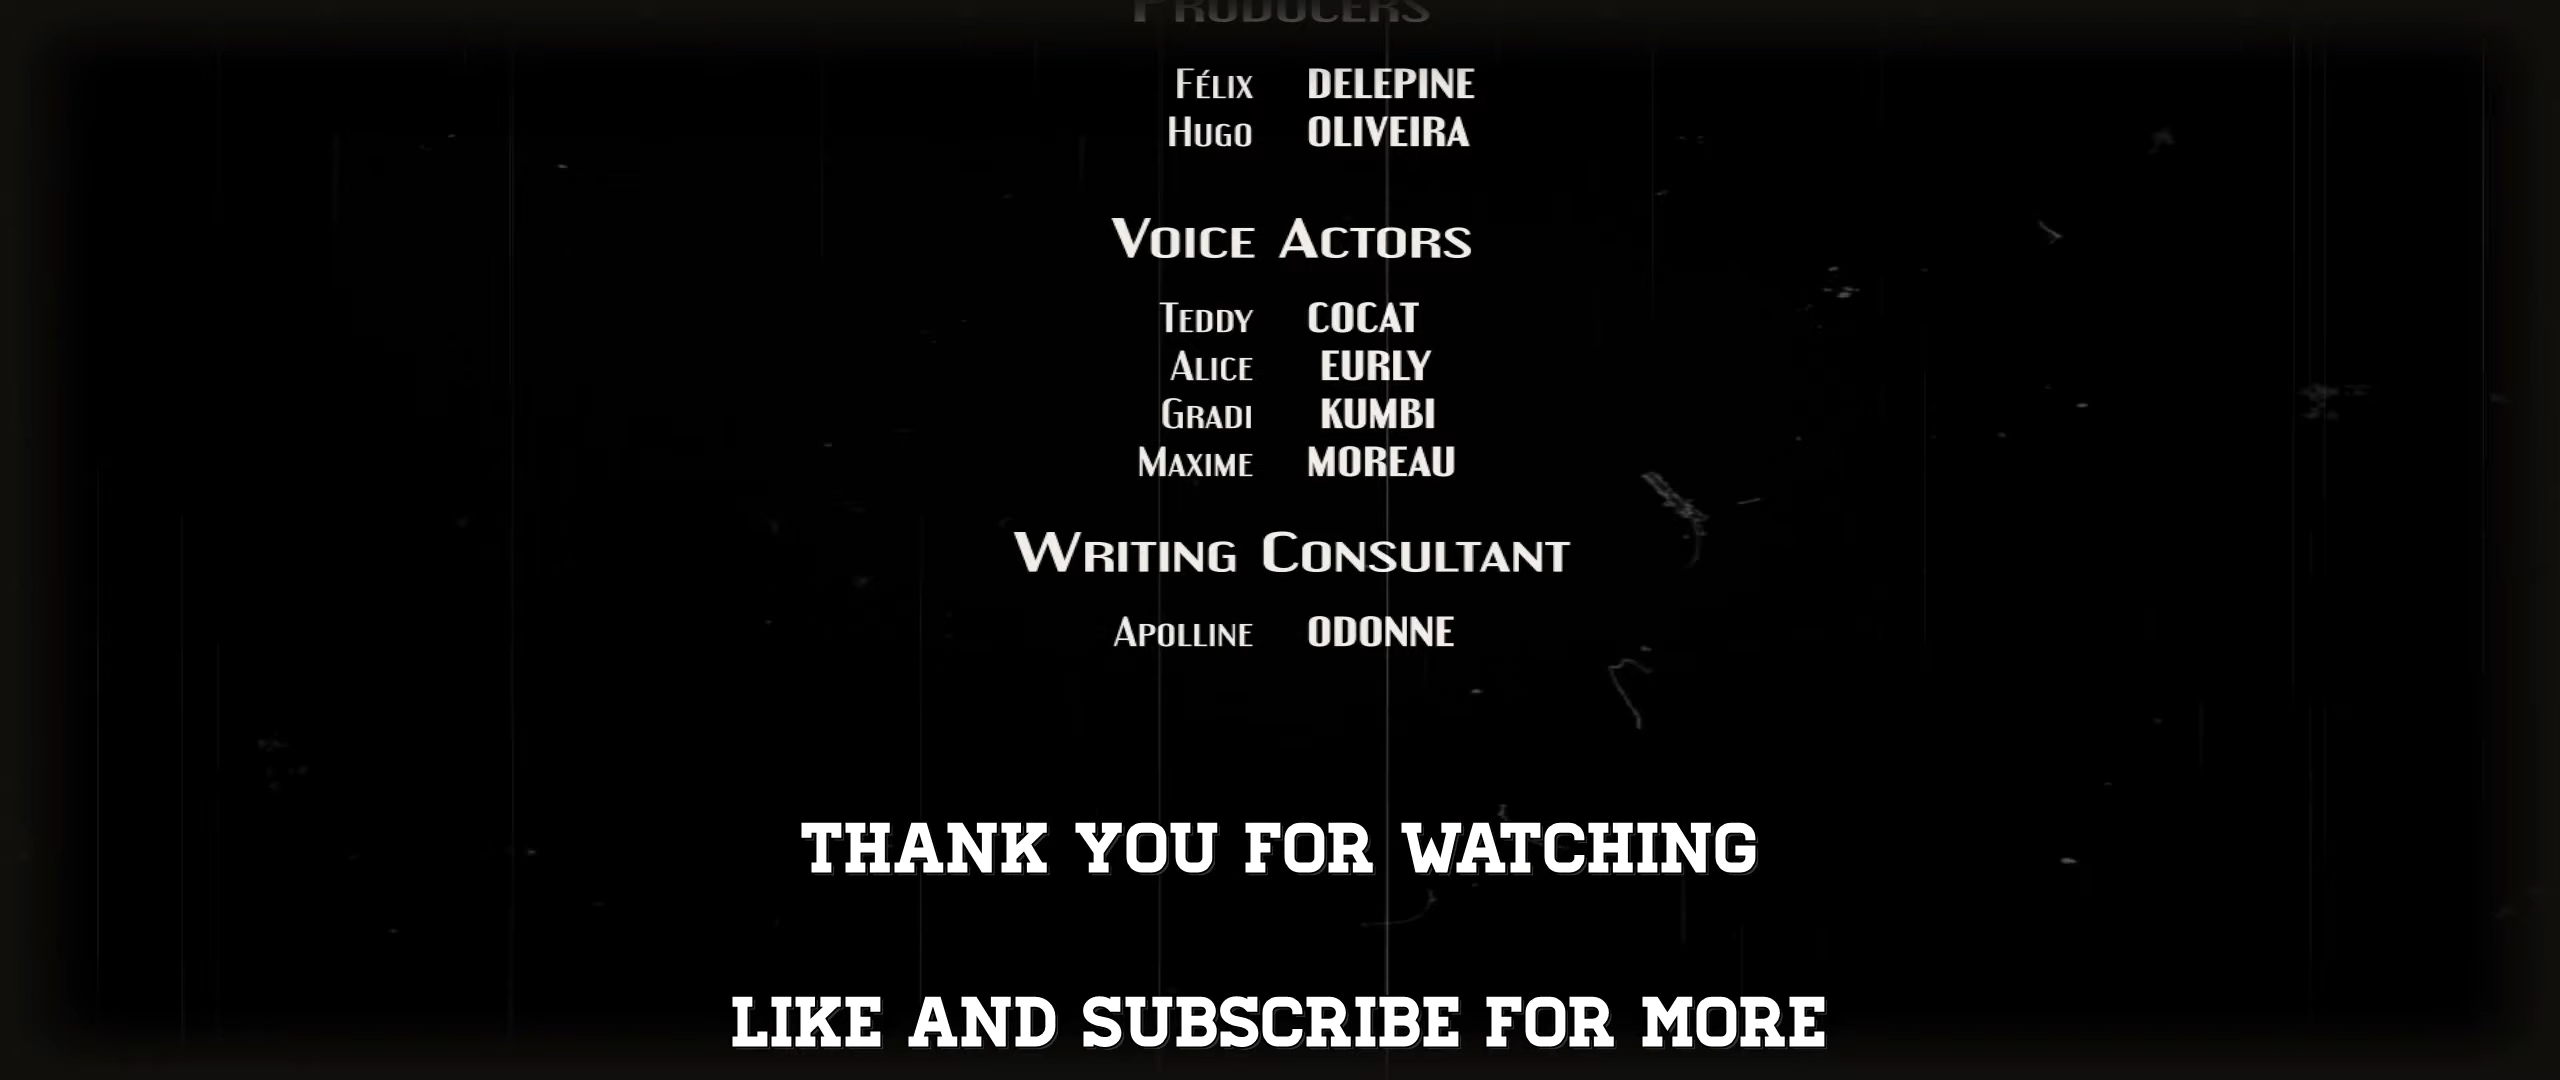 Producers
Félix DELEPINE
Hugo OLIVEIRA
Voice Actors
Teddy COCAT
Alice EURLY
Gradi KUMBI
Maxime MOREAU
Writing Consultant
Apolline ODONNE
THANK YOU FOR WATCHING
LIKE AND SUBSCRIBE FOR MORE